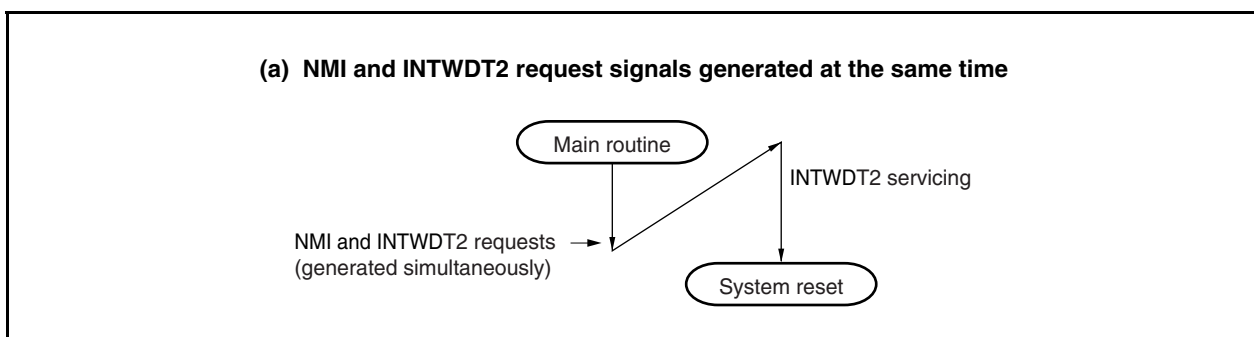 (a) NMI and INTWDT2 request signals generated at the same time
Main routine
INTWDT2 servicing
NMI and INTWDT2 requests
(generated simultaneously)
System reset